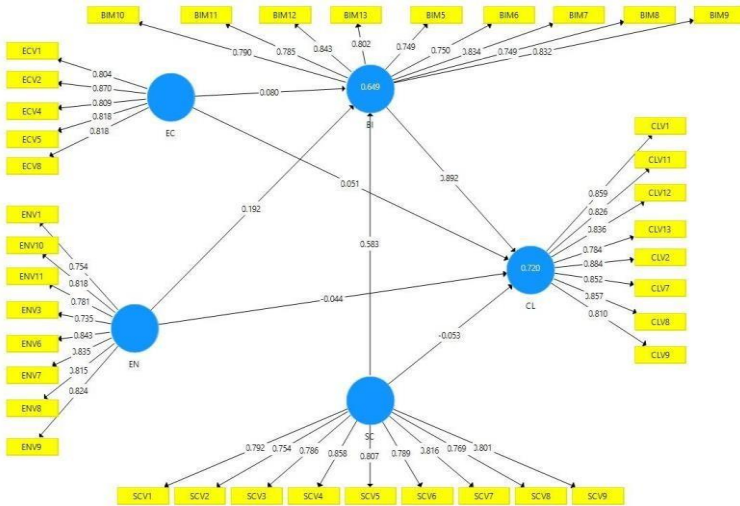 BIM10 BIM11 BIM12 BIM13 BIM5 BIM6 BIM7 BIM8 BIM9
0.790 0.785 0.843 0.802 0.749 0.750 0.834 0.749 0.832
ECV1
ECV2
ECV4
ECV5
ECV8
0.804
0.870
0.809
0.818
0.818
EC
0.080
0.649
BI
0.051
0.892
0.192
0.583
ENV1
ENV10
ENV11
ENV3
ENV6
ENV7
ENV8
ENV9
0.754
0.818
0.781
0.735
0.843
0.835
0.815
0.824
EN
-0.044
-0.053
0.720
CL
CLV1
CLV11
CLV12
CLV13
CLV2
CLV7
CLV8
CLV9
0.859
0.826
0.836
0.784
0.884
0.852
0.857
0.810
SC
0.792 0.754 0.786 0.858 0.807 0.789 0.816 0.769 0.801
SCV1 SCV2 SCV3 SCV4 SCV5 SCV6 SCV7 SCV8 SCV9